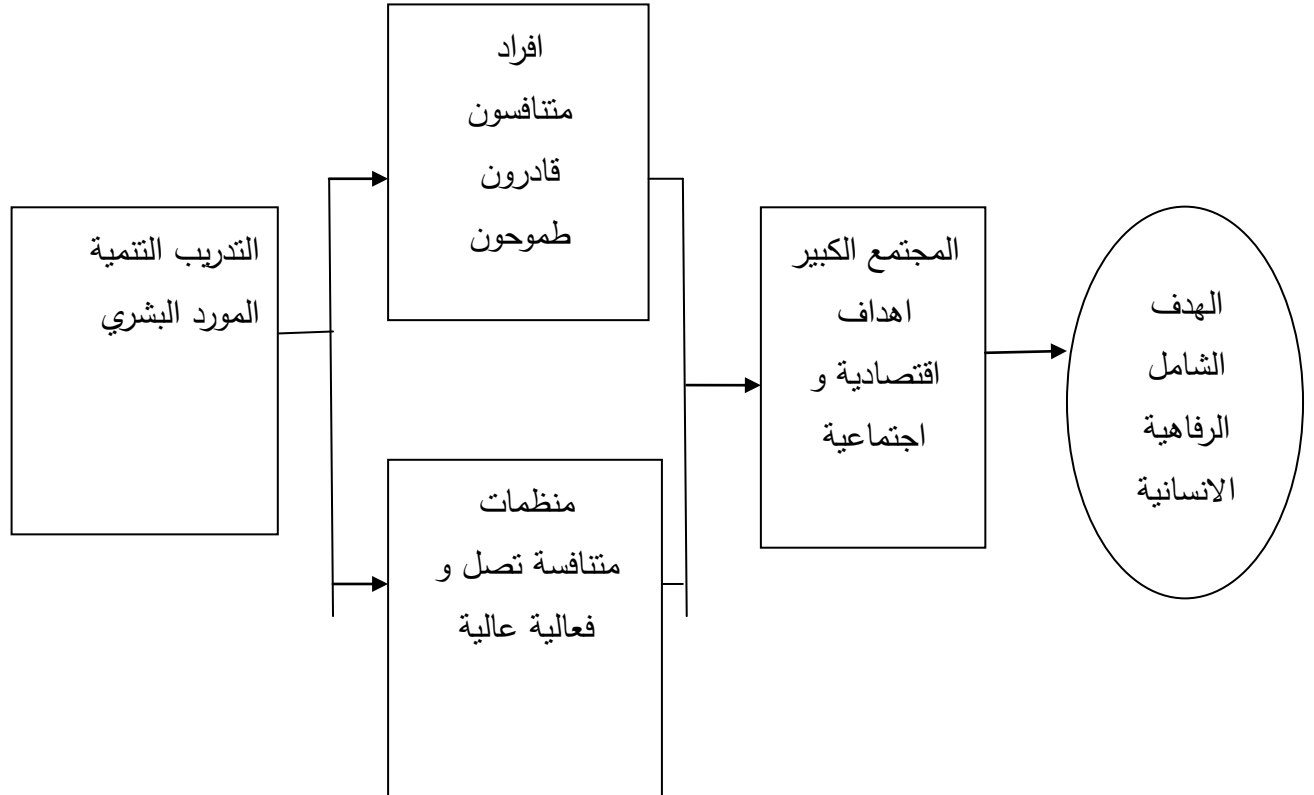 افراد
متنافسون
قادرون
طموحون
التدريب التنمية
المورد البشري
المجتمع الكبير
اهداف
اقتصادية و
اجتماعية
الهدف
الشامل
الرفاهية
الانسانية
منظمات
متنافسة تصل و
فعالية عالية